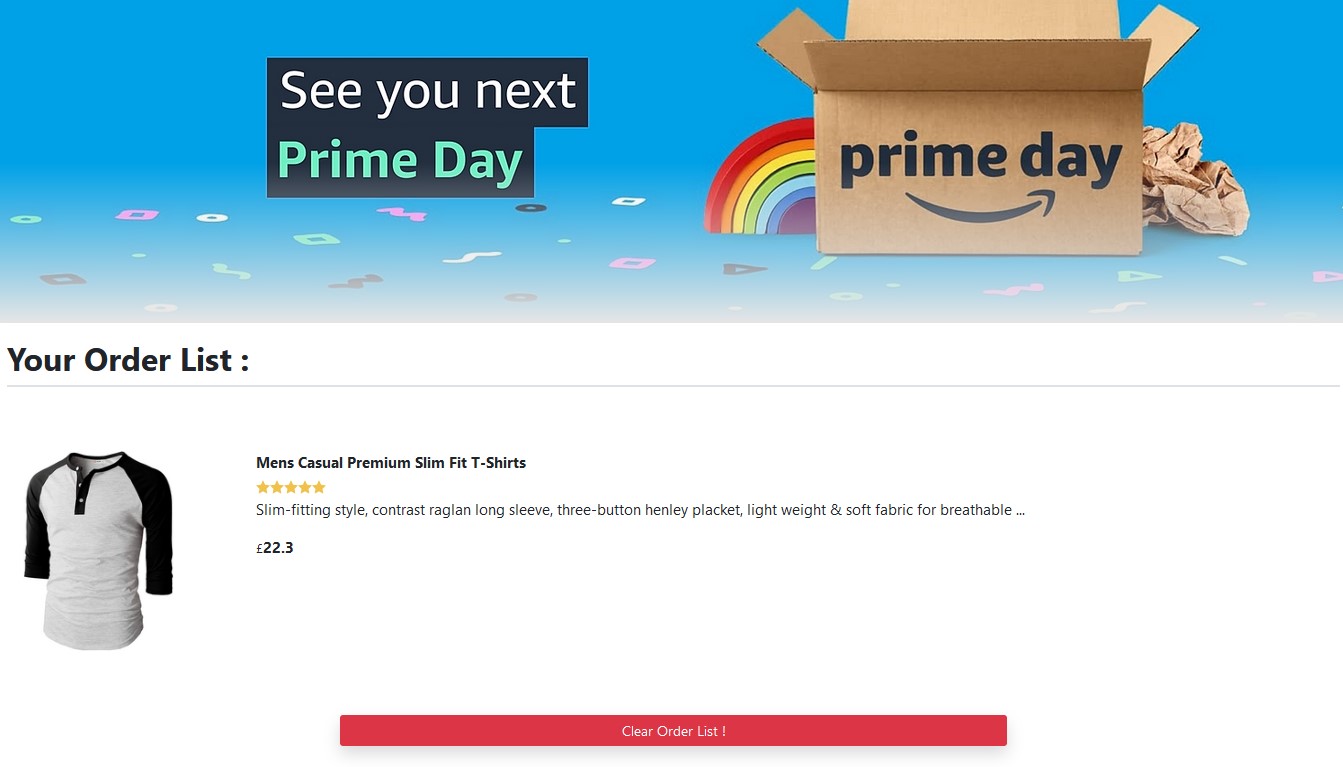 See you next
Prime Day
prime day
Your Order List :
Mens Casual Premium Slim Fit T-Shirts
Slim-fitting style, contrast raglan long sleeve, three-button henley placket, light weight & soft fabric for breathable ...
£22.3
Clear Order List !